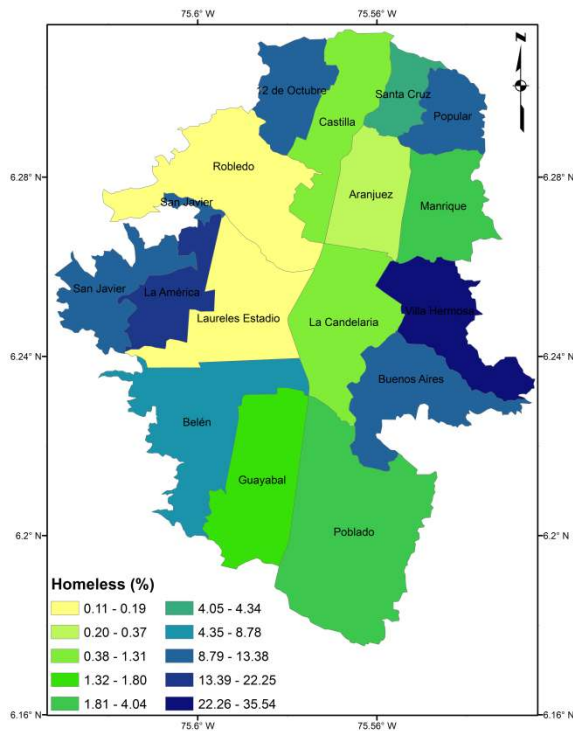 75.6° W 75.56° W
N
12 de Octubre
Santa Cruz
Popular
Castilla
6.28° N 6.28° N
Robledo
Aranjuez
Manrique
San Javier
San Javier
La América
Villa Hermosa
Laureles Estadio
La Candelaria
6.24° N 6.24° N
Buenos Aires
Belén
Guayabal
6.2° N 6.2° N
Poblado
Homeless (%)
0.11 - 0.19 4.05 - 4.34
0.20 - 0.37 4.35 - 8.78
0.38 - 1.31 8.79 - 13.38
1.32 - 1.80 13.39 - 22.25
1.81 - 4.04 22.26 - 35.54
6.16° N 6.16° N
75.6° W 75.56° W